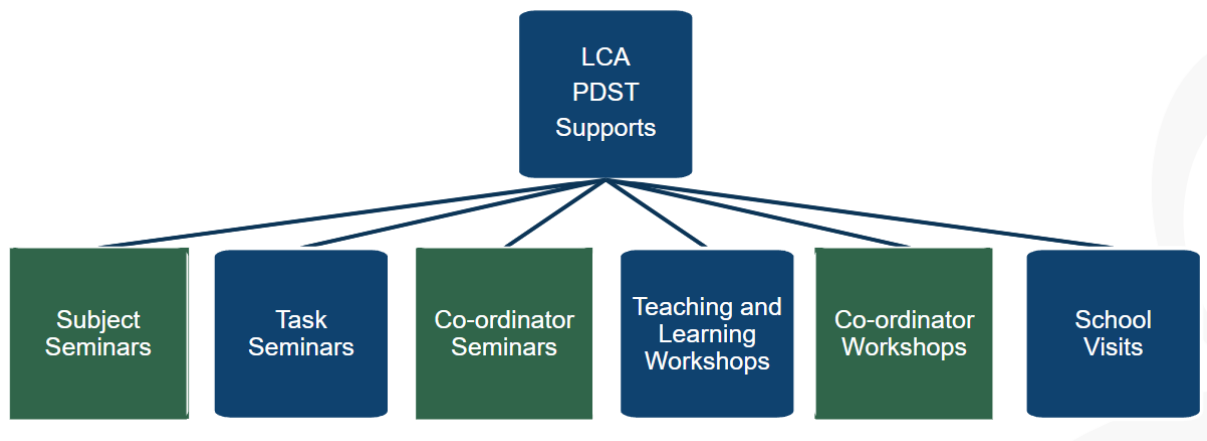 LCA
PDST
Supports
Subject
Seminars
Task
Seminars
Co-ordinator
Seminars
Teaching and
Learning
Workshops
Co-ordinator
Workshops
School
Visits